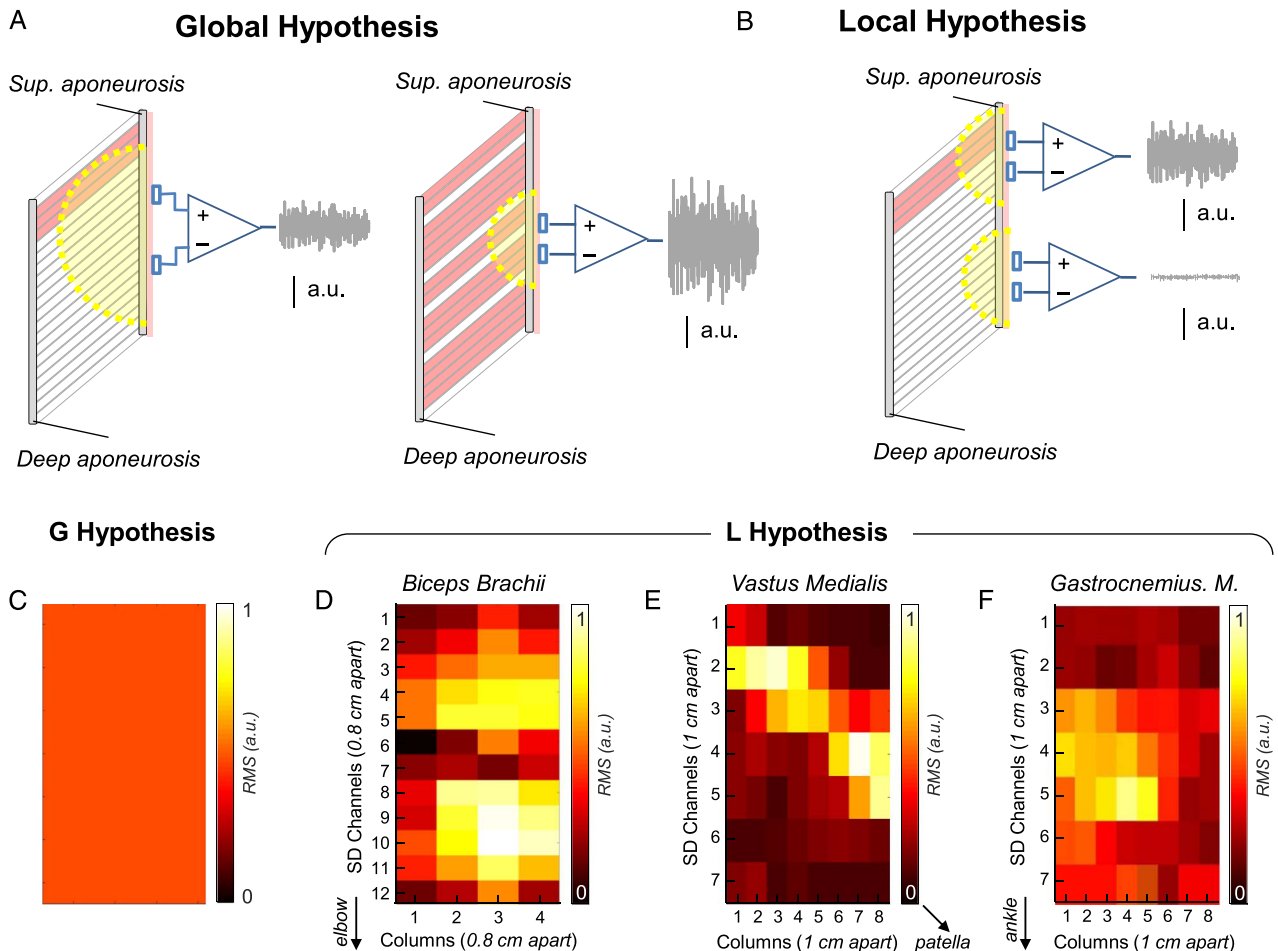 A
Global Hypothesis
B
Local Hypothesis
Sup. aponeurosis
Sup. aponeurosis
Sup. aponeurosis
+
−
a.u.
+
−
a.u.
+
−
a.u.
+
−
a.u.
Deep aponeurosis
Deep aponeurosis
Deep aponeurosis
G Hypothesis
L Hypothesis
C
1
0
RMS (a.u.)
D
Biceps Brachii
SD Channels (0.8 cm apart)
1
2
3
4
5
6
7
8
9
10
11
12
1 2 3 4
Columns (0.8 cm apart)
elbow
1
0
RMS (a.u.)
E
Vastus Medialis
SD Channels (1 cm apart)
1
2
3
4
5
6
7
1 2 3 4 5 6 7 8
Columns (1 cm apart)
patella
1
0
RMS (a.u.)
F
Gastrocnemius. M.
SD Channels (1 cm apart)
1
2
3
4
5
6
7
1 2 3 4 5 6 7 8
Columns (1 cm apart)
ankle
1
0
RMS (a.u.)